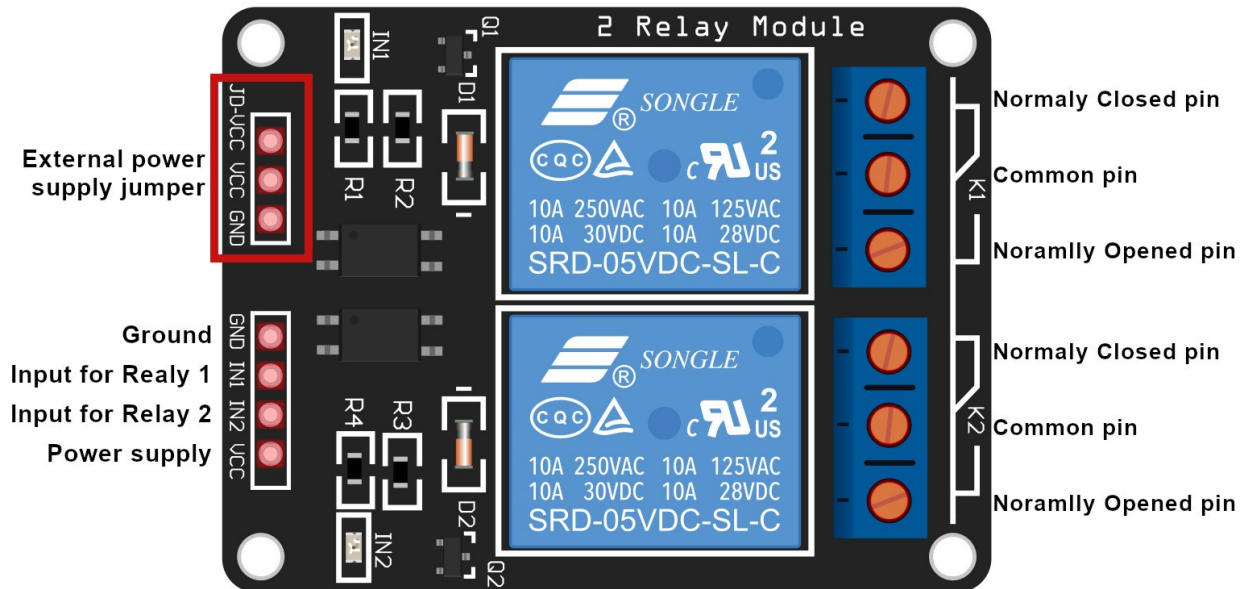 2 Relay Module
Q1
IN1
D1
R1
R2
JD-VCC
VCC
GND
External power
supply jumper
SONGLE
®
CQC
c RU US 2
10A 250VAC 10A 125VAC
10A 30VDC 10A 28VDC
SRD-05VDC-SL-C
Normaly Closed pin
Common pin
K1
Noramlly Opened pin
Ground
Input for Realy 1
Input for Relay 2
Power supply
GND
IN1
IN2
VCC
R4
R3
D2
IN2
Q2
SONGLE
®
CQC
c RU US 2
10A 250VAC 10A 125VAC
10A 30VDC 10A 28VDC
SRD-05VDC-SL-C
Normaly Closed pin
Common pin
K2
Noramlly Opened pin